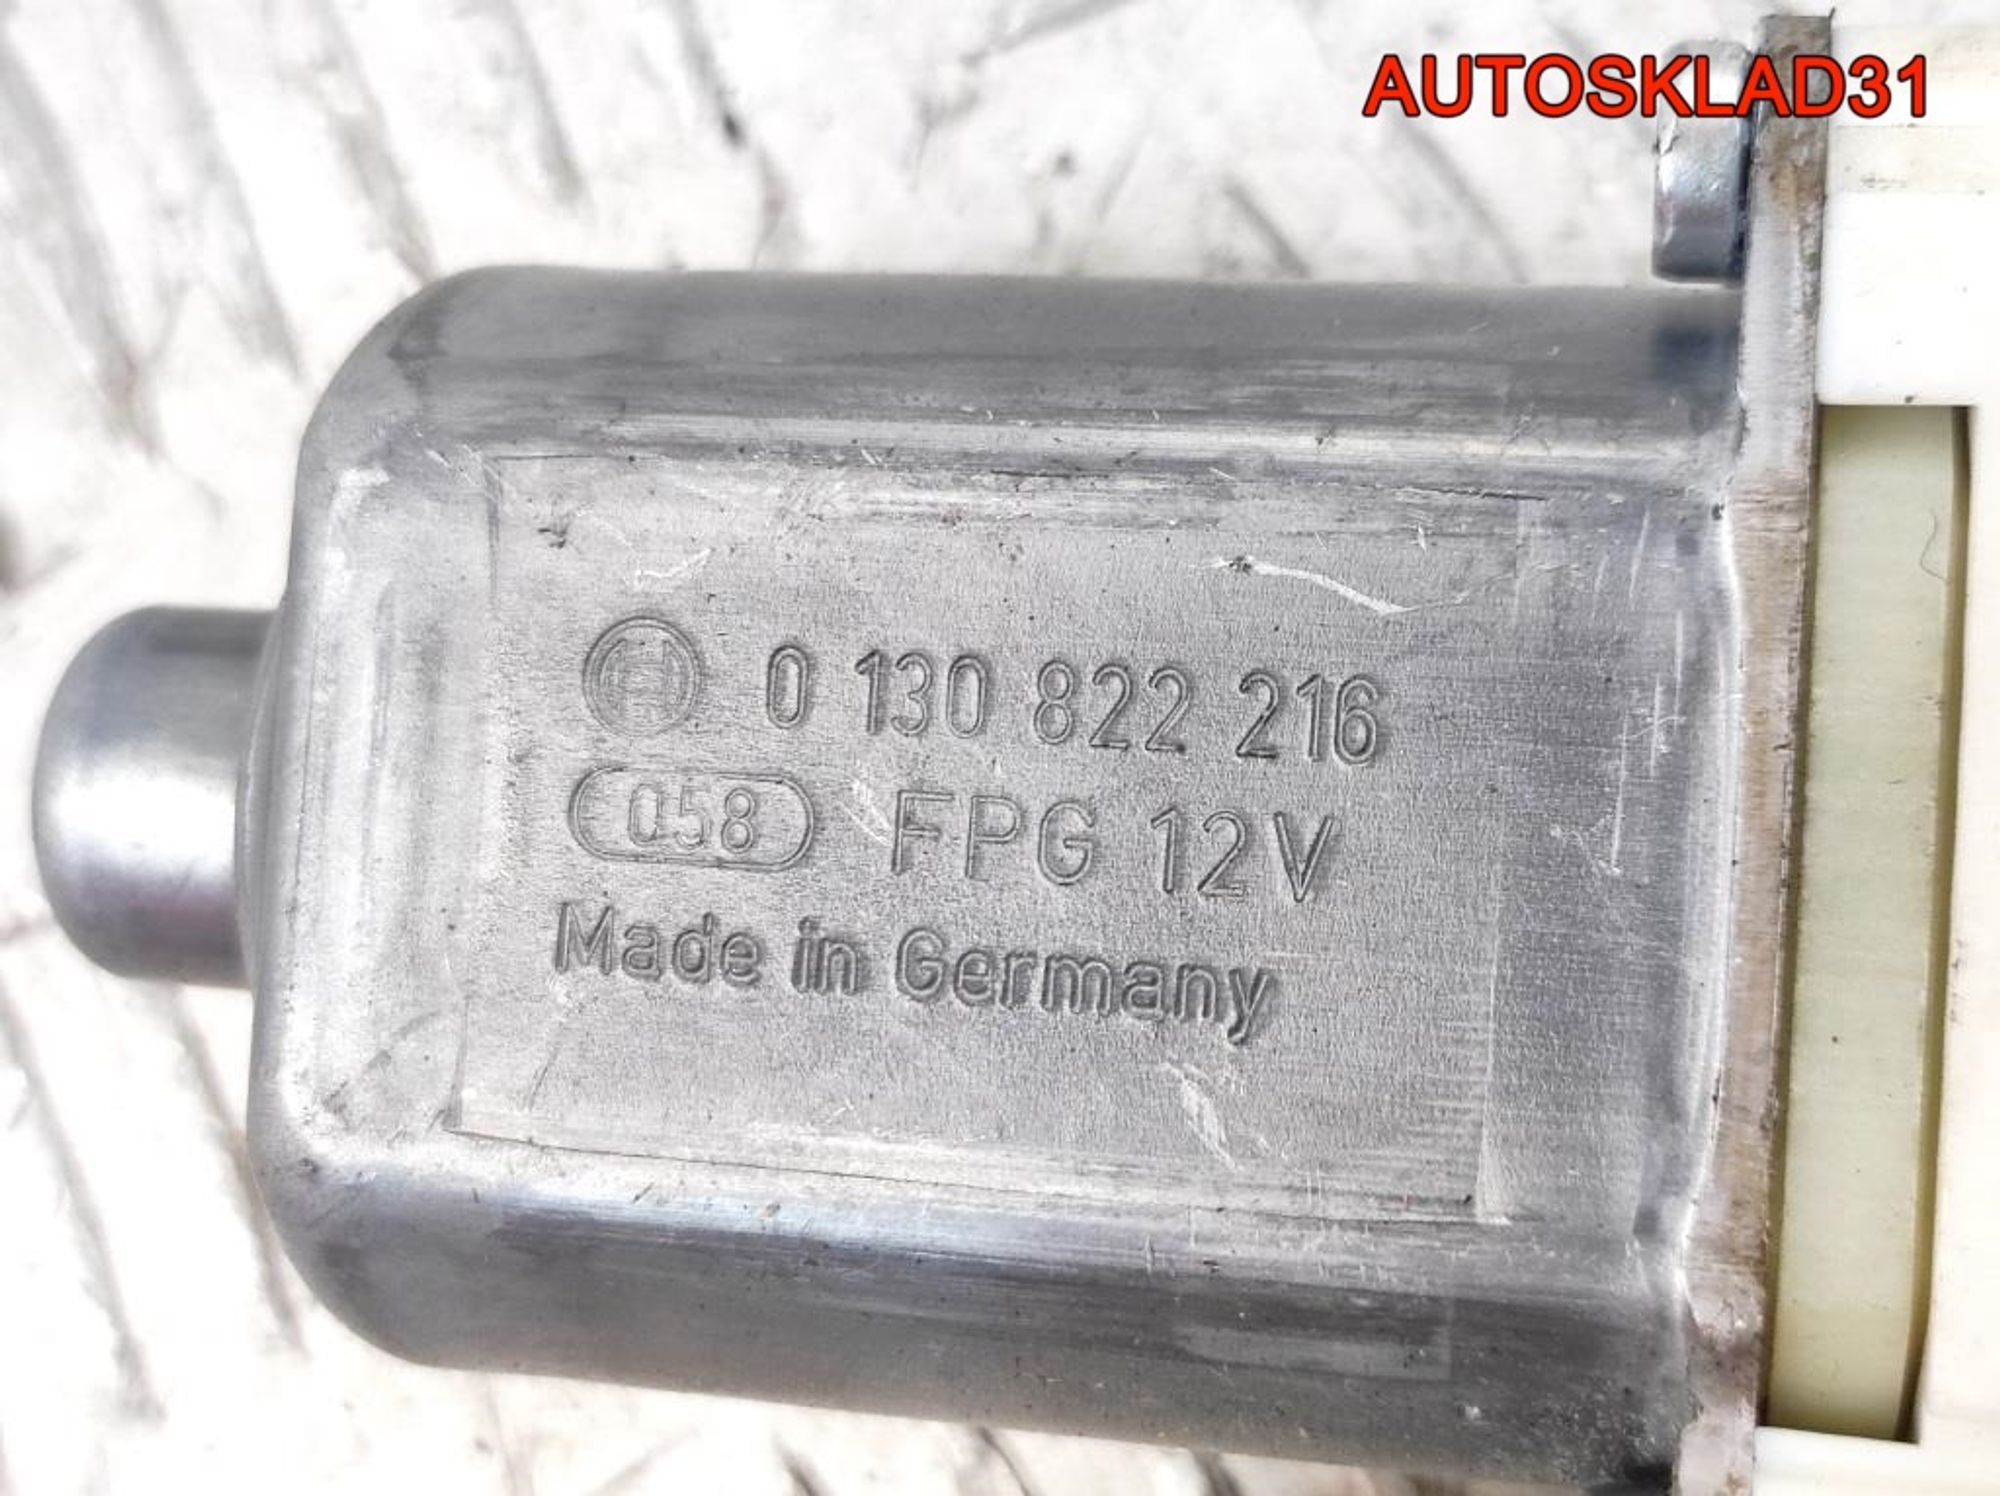 AUTOSKLAD31
0 130 822 216
058 FPG 12V
Made in Germany